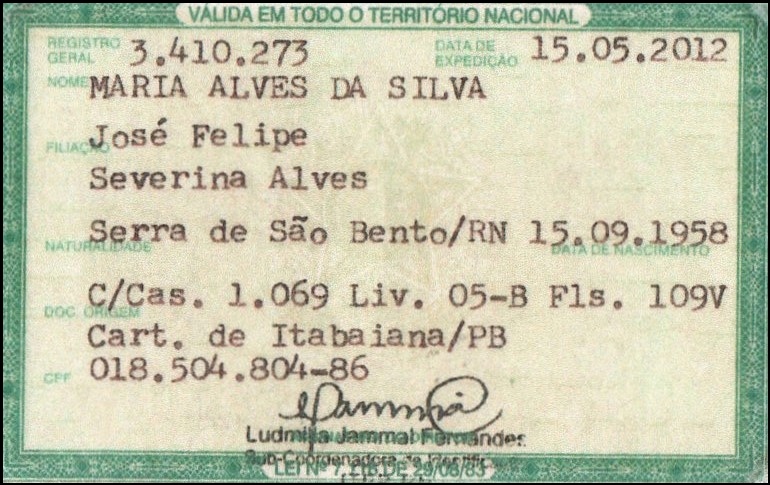 VÁLIDA EM TODO O TERRITÓRIO NACIONAL
REGISTRO GERAL 3.410.273 DATA DE EXPEDIÇÃO 15.05.2012
NOME MARIA ALVES DA SILVA
FILIAÇÃO José Felipe
Severina Alves
NATURALIDADE Serra de São Bento/RN DATA DE NASCIMENTO 15.09.1958
DOC. ORIGEM C/Cas. 1.069 Liv. 05-B Fls. 109V
Cart. de Itabaiana/PB
CPF 018.504.804-86
Ludmila Jammal Fernandes
Sub-Coordenadora de Identific
LEI Nº 7.116 DE 29/08/83